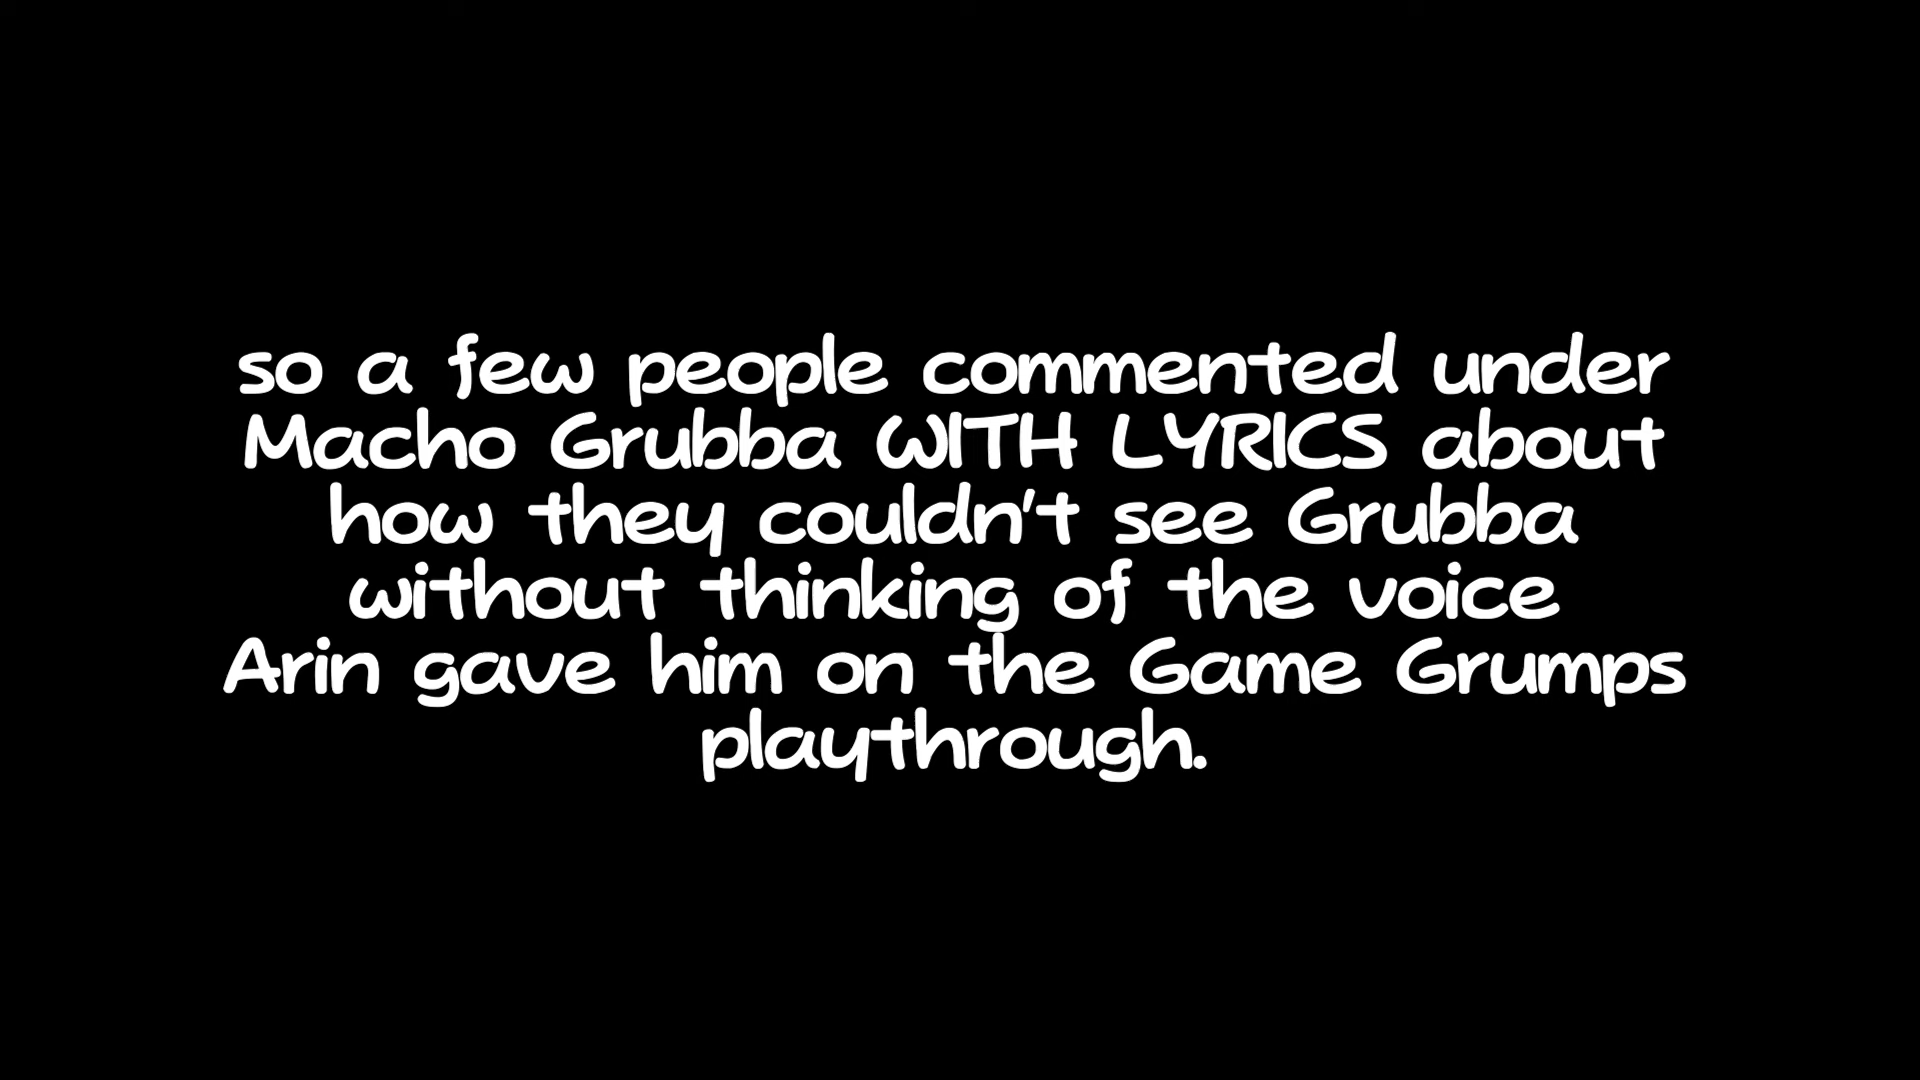 so a few people commented under
Macho Grubba WITH LYRICS about
how they couldn't see Grubba
without thinking of the voice
Arin gave him on the Game Grumps
playthrough.